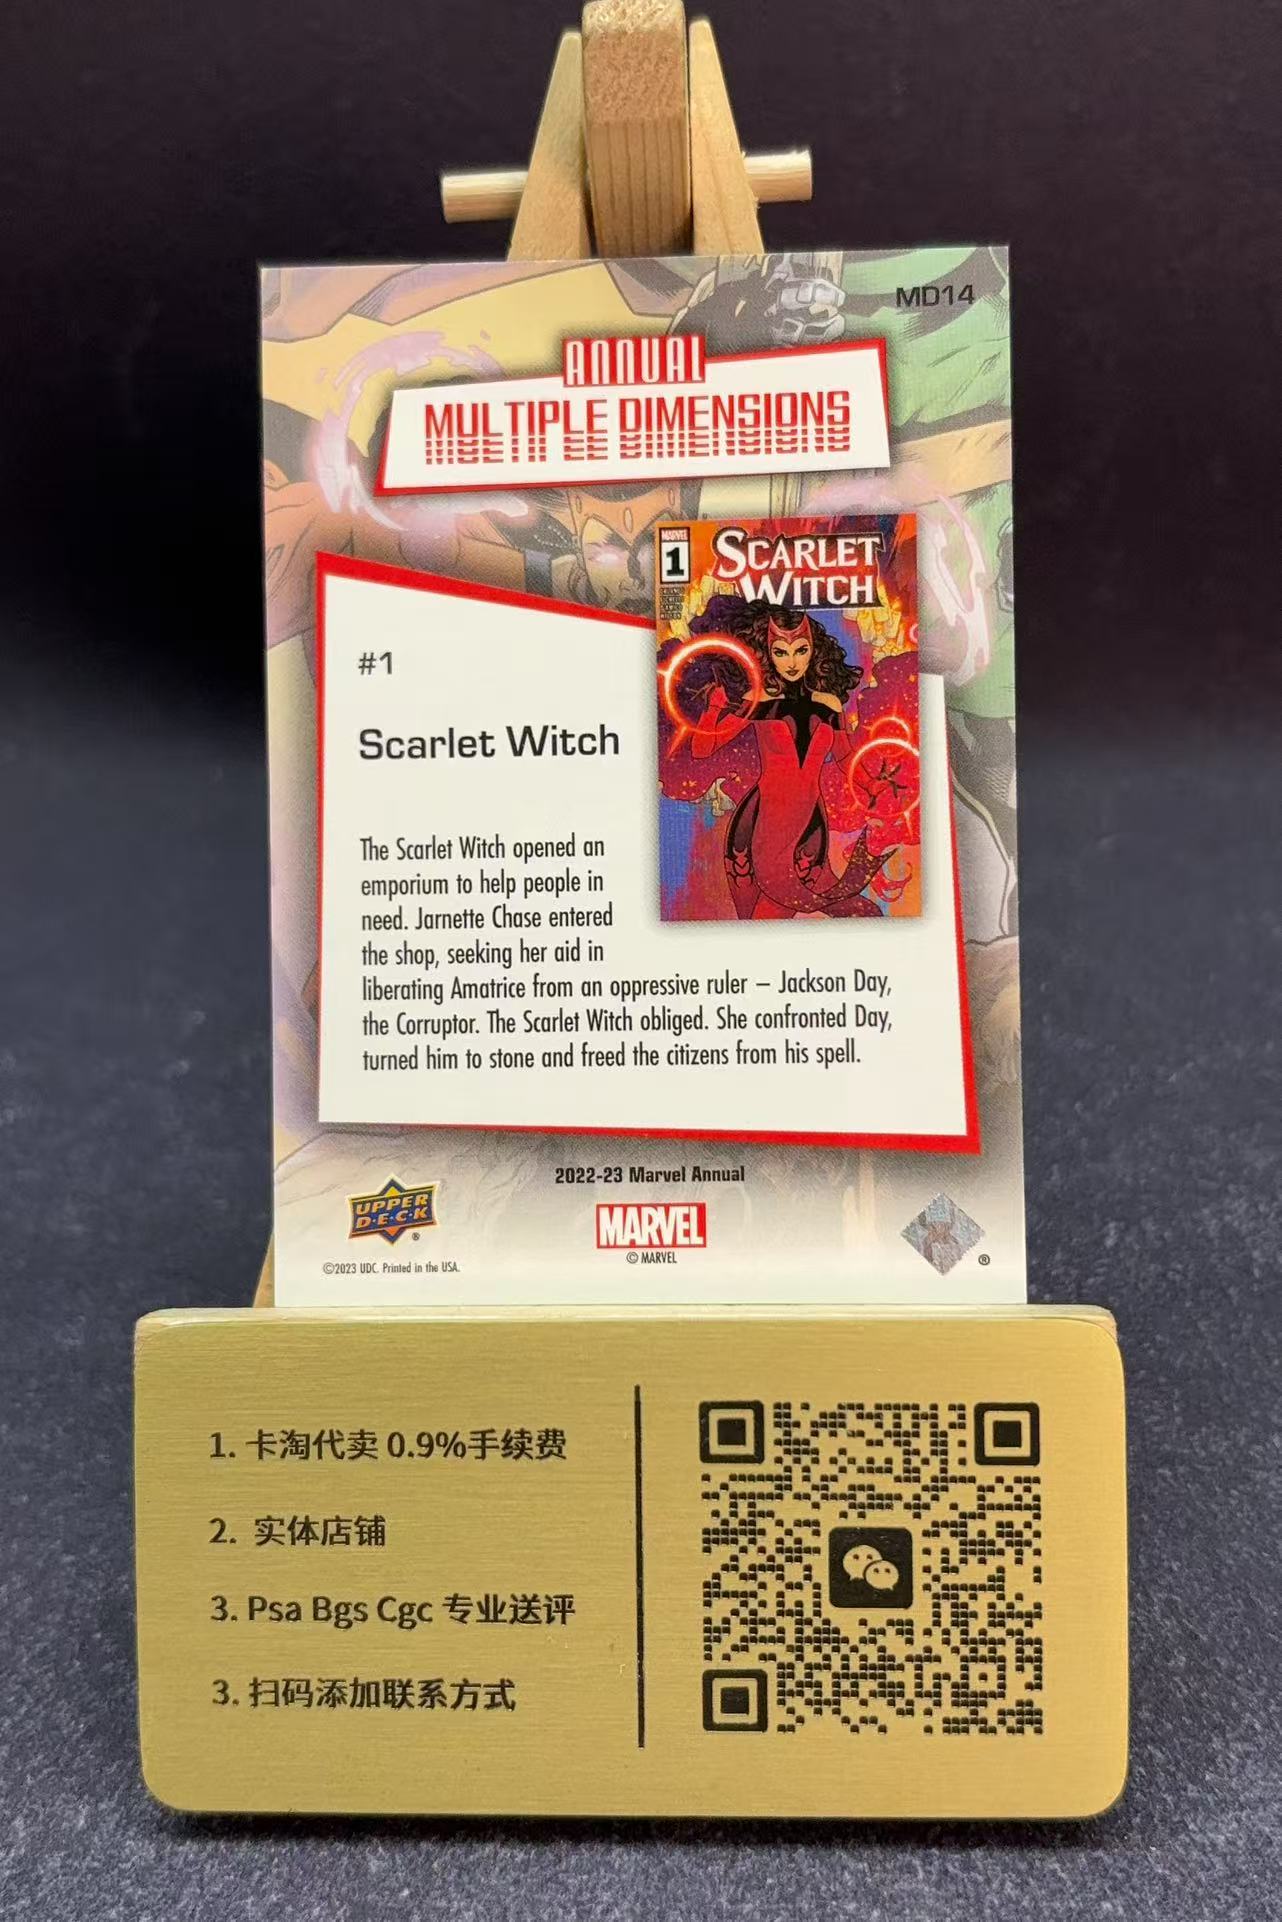 MD14
ANNUAL
MULTIPLE DIMENSIONS
MARVEL
1
SCARLET
WITCH
#1
Scarlet Witch
The Scarlet Witch opened an
emporium to help people in
need. Jarnette Chase entered
the shop, seeking her aid in
liberating Amatrice from an oppressive ruler – Jackson Day,
the Corruptor. The Scarlet Witch obliged. She confronted Day,
turned him to stone and freed the citizens from his spell.
2022-23 Marvel Annual
UPPER
D·E·C·K
®
MARVEL
© MARVEL
®
©2023 UDC. Printed in the USA.
1. 卡淘代卖 0.9%手续费
2. 实体店铺
3. Psa Bgs Cgc 专业送评
3. 扫码添加联系方式